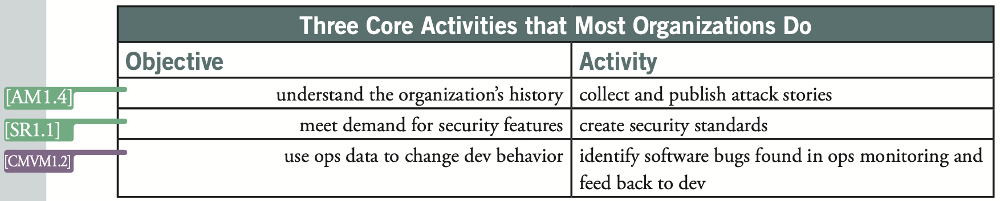 Three Core Activities that Most Organizations Do
Objective Activity
[AM1.4] understand the organization’s history collect and publish attack stories
[SR1.1] meet demand for security features create security standards
[CMVM1.2] use ops data to change dev behavior identify software bugs found in ops monitoring and
feed back to dev